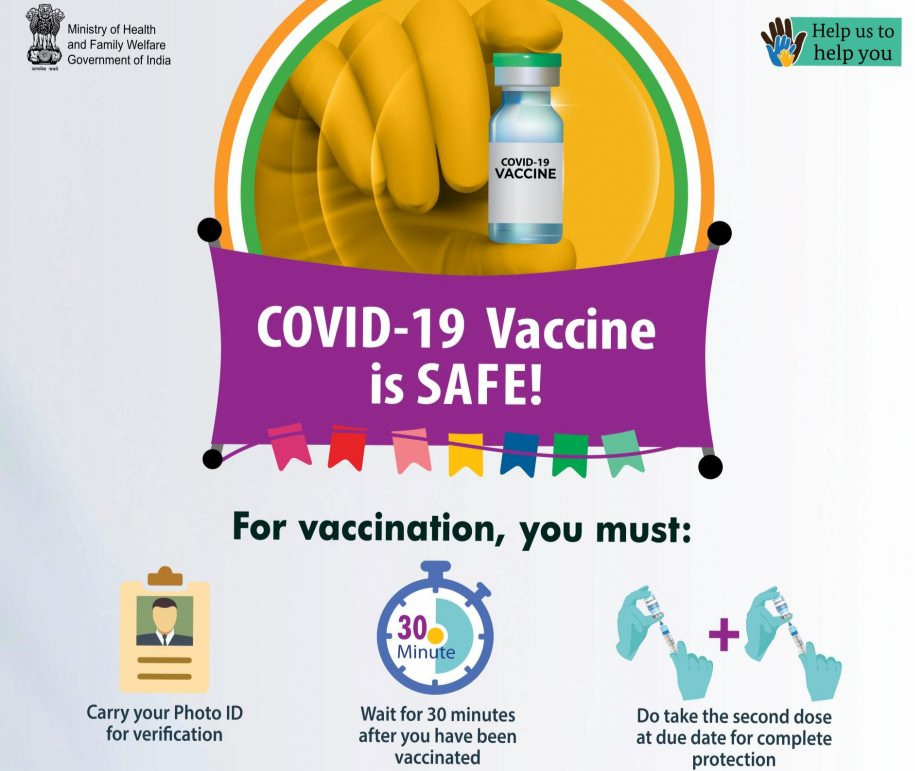 Ministry of Health
and Family Welfare
Government of India
Help us to
help you
COVID-19
VACCINE
COVID-19 Vaccine
is SAFE!
For vaccination, you must:
30
Minute
Carry your Photo ID
for verification
Wait for 30 minutes
after you have been
vaccinated
Do take the second dose
at due date for complete
protection